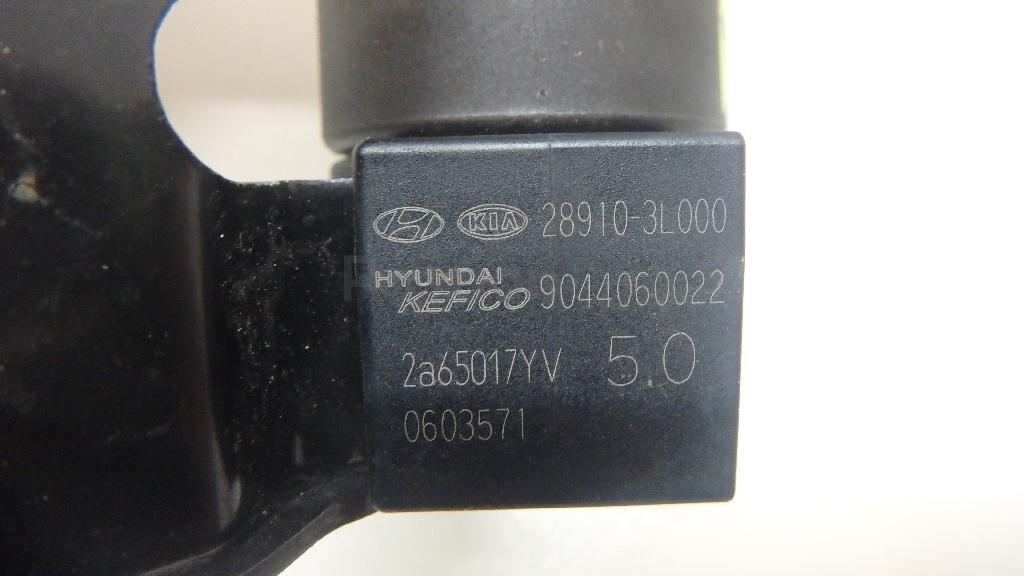 KIA 28910-3L000
HYUNDAI
KEFICO 9044060022
2a65017YV 5.0
0603571